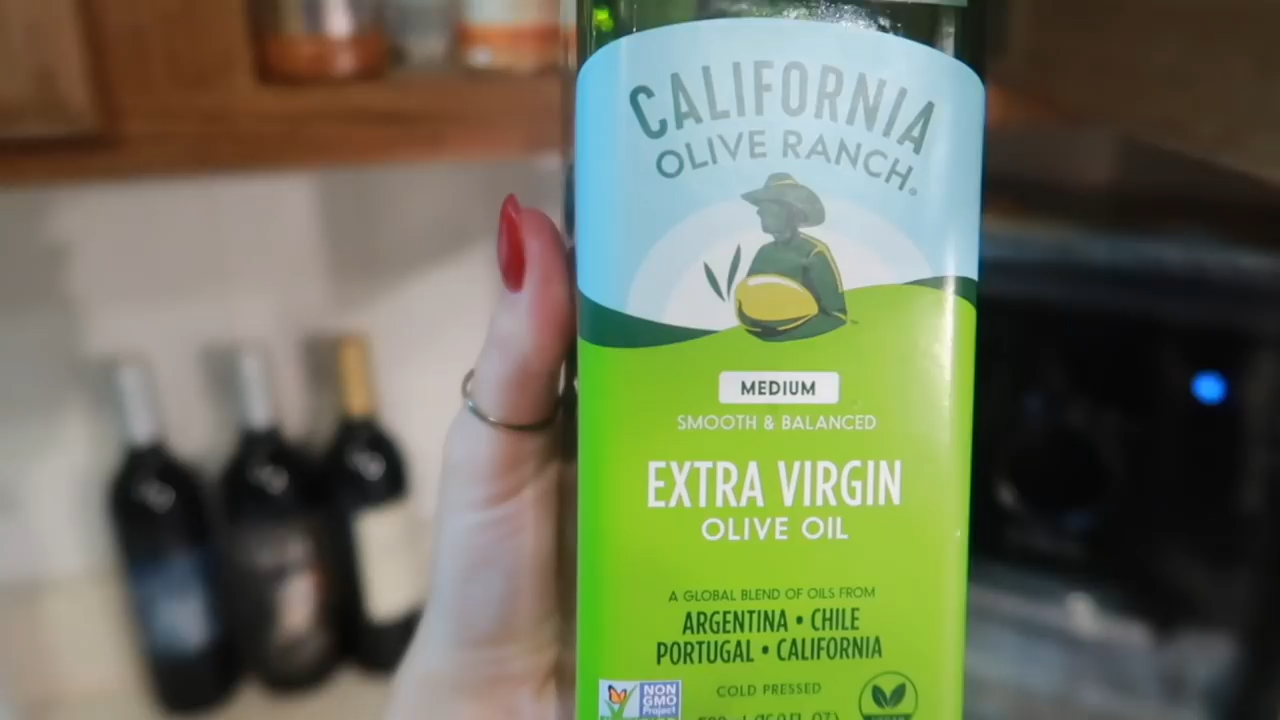 CALIFORNIA
OLIVE RANCH®
MEDIUM
SMOOTH & BALANCED
EXTRA VIRGIN
OLIVE OIL
A GLOBAL BLEND OF OILS FROM
ARGENTINA • CHILE
PORTUGAL • CALIFORNIA
COLD PRESSED
NON
GMO
Project